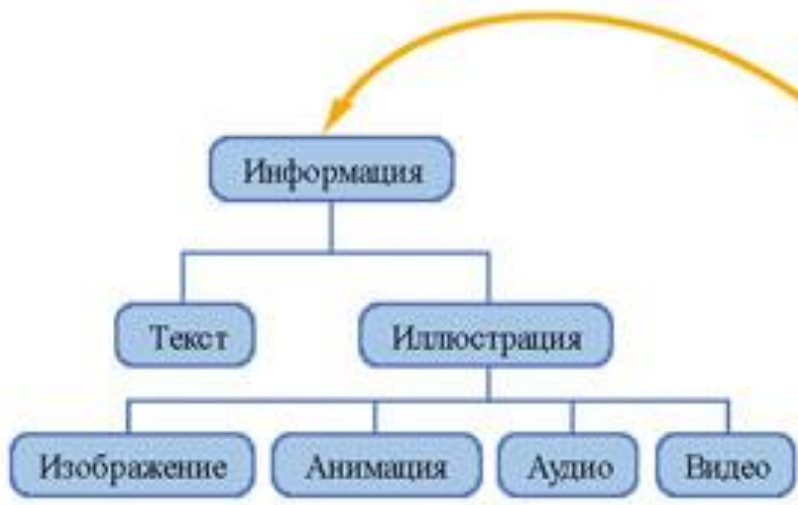 Информация
Текст
Иллюстрация
Изображение
Анимация
Аудио
Видео